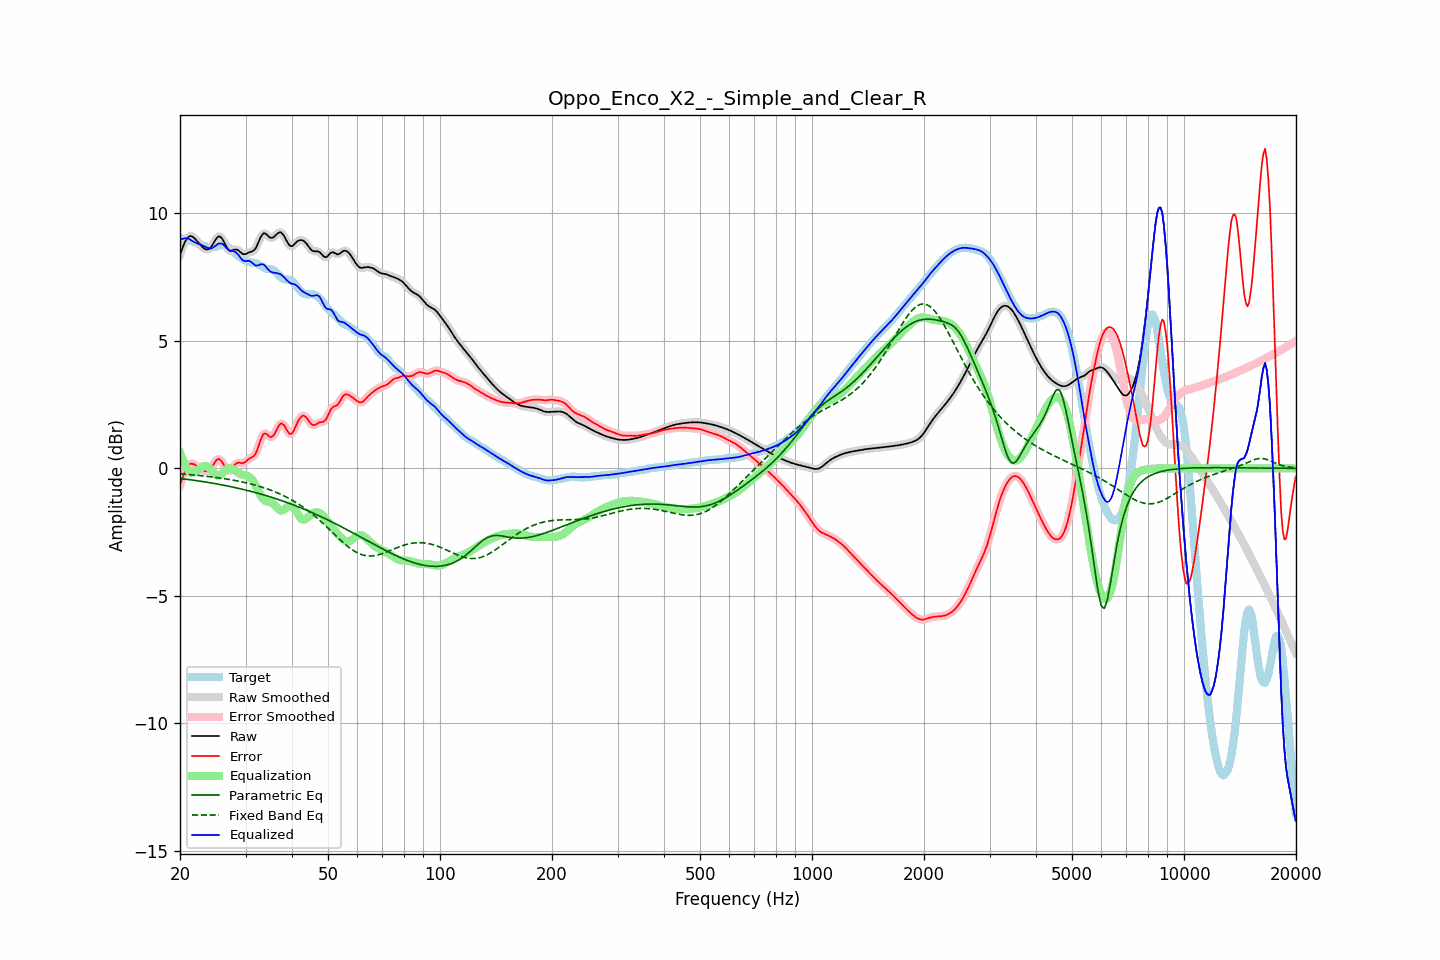 Oppo_Enco_X2_-_Simple_and_Clear_R
Amplitude (dBr)
10
5
0
−5
−10
−15
Target
Raw Smoothed
Error Smoothed
Raw
Error
Equalization
Parametric Eq
Fixed Band Eq
Equalized
20 50 100 200 500 1000 2000 5000 10000 20000
Frequency (Hz)